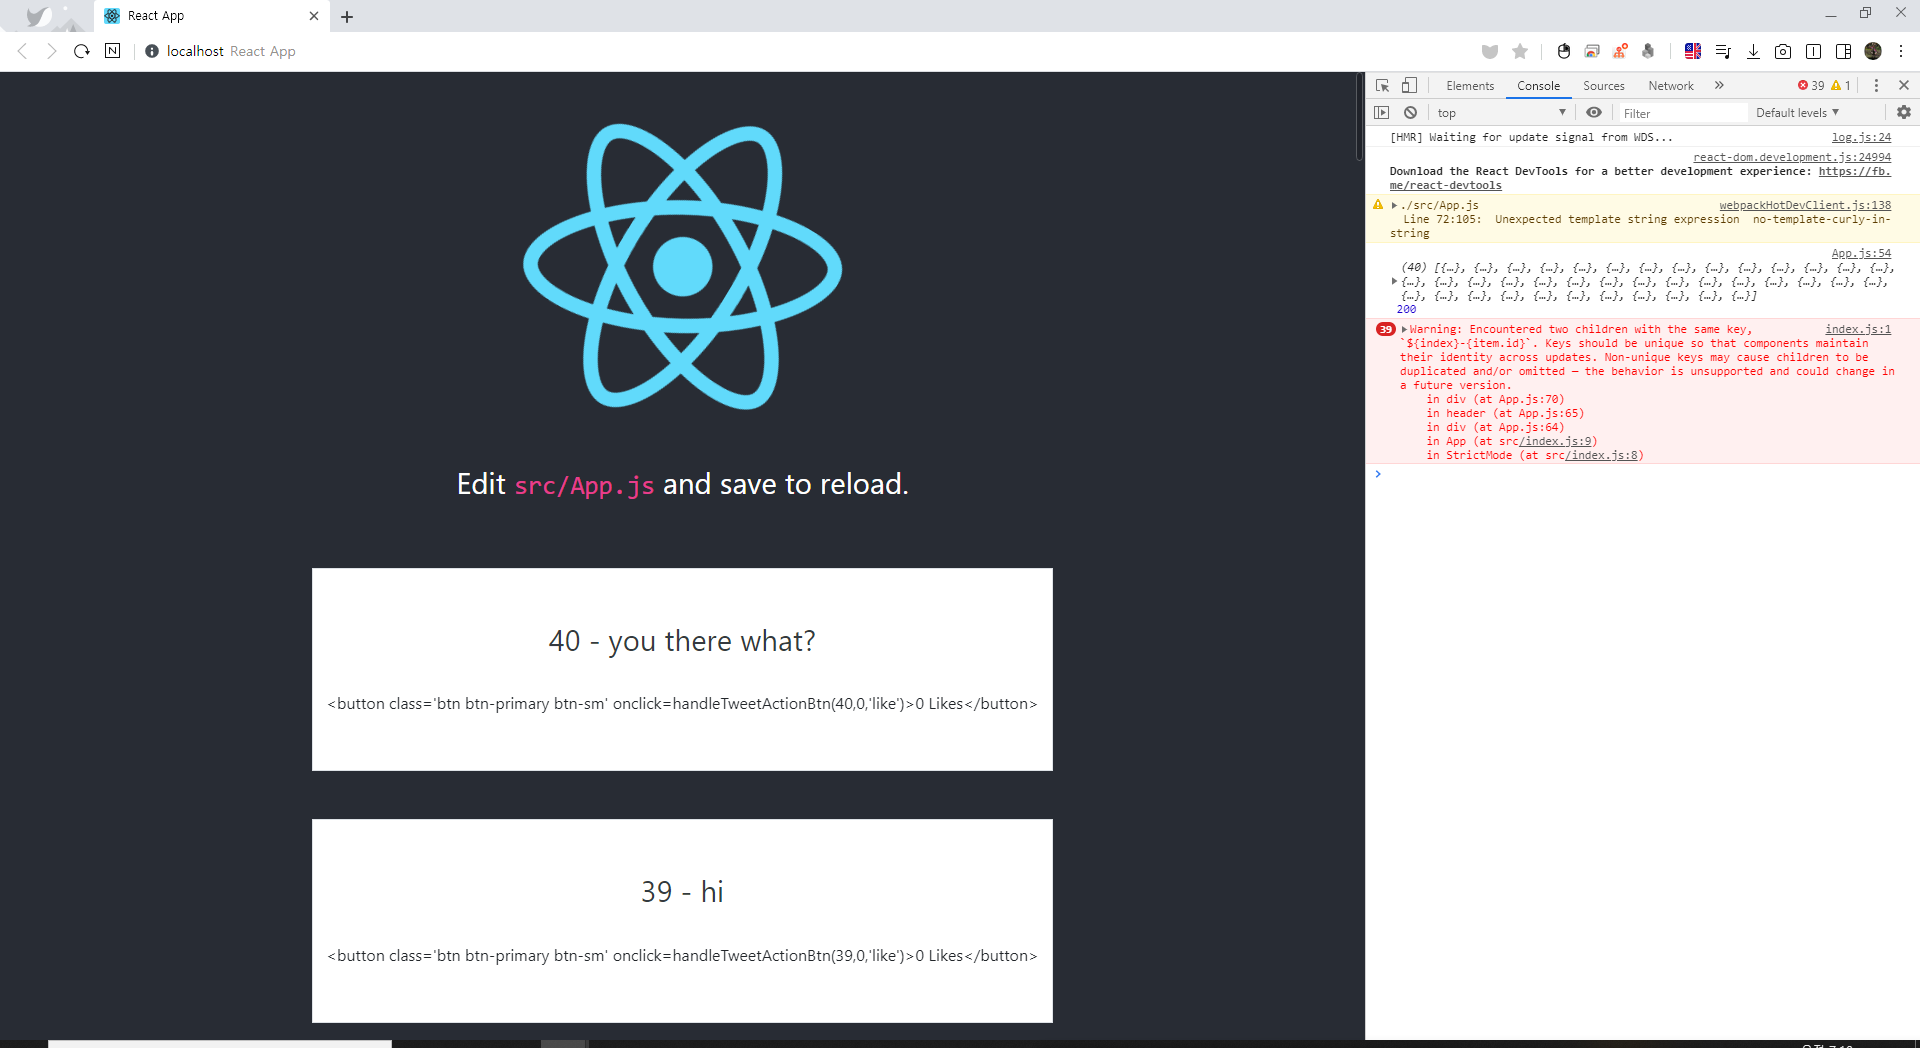 React App
localhost React App
Edit src/App.js and save to reload.
40 - you there what?
<button class='btn btn-primary btn-sm' onclick=handleTweetActionBtn(40,0,'like')>0 Likes</button>
39 - hi
<button class='btn btn-primary btn-sm' onclick=handleTweetActionBtn(39,0,'like')>0 Likes</button>
Elements Console Sources Network » 39 1
top Filter Default levels
[HMR] Waiting for update signal from WDS... log.js:24
react-dom.development.js:24994
Download the React DevTools for a better development experience: https://fb.
me/react-devtools
./src/App.js webpackHotDevClient.js:138
Line 72:105: Unexpected template string expression no-template-curly-in-
string
App.js:54
(40) [{…}, {…}, {…}, {…}, {…}, {…}, {…}, {…}, {…}, {…}, {…}, {…}, {…}, {…},
{…}, {…}, {…}, {…}, {…}, {…}, {…}, {…}, {…}, {…}, {…}, {…}, {…}, {…}, {…},
{…}, {…}, {…}, {…}, {…}, {…}, {…}, {…}, {…}, {…}, {…}]
200
39 Warning: Encountered two children with the same key, index.js:1
`${index}-{item.id}`. Keys should be unique so that components maintain
their identity across updates. Non-unique keys may cause children to be
duplicated and/or omitted — the behavior is unsupported and could change in
a future version.
in div (at App.js:70)
in header (at App.js:65)
in div (at App.js:64)
in App (at src/index.js:9)
in StrictMode (at src/index.js:8)